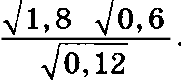 √1,8 √0,6
√0,12 .